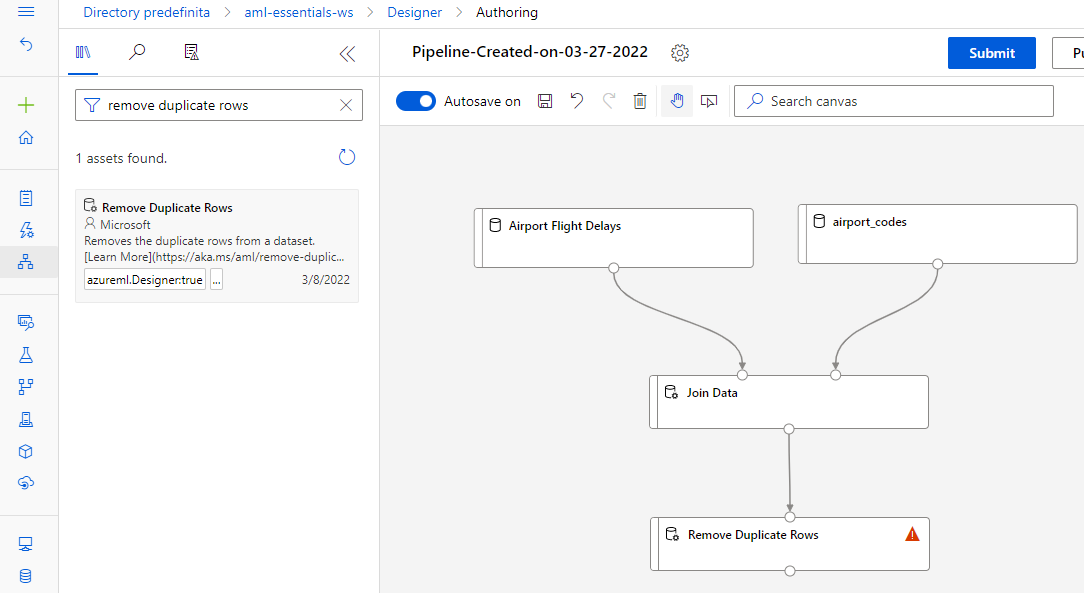 Directory predefinita > aml-essentials-ws > Designer > Authoring
Pipeline-Created-on-03-27-2022
Submit
remove duplicate rows
Autosave on
Search canvas
1 assets found.
Remove Duplicate Rows
Microsoft
Removes the duplicate rows from a dataset.
[Learn More](https://aka.ms/aml/remove-duplic...
azureml.Designer:true
...
3/8/2022
Airport Flight Delays
airport_codes
Join Data
Remove Duplicate Rows